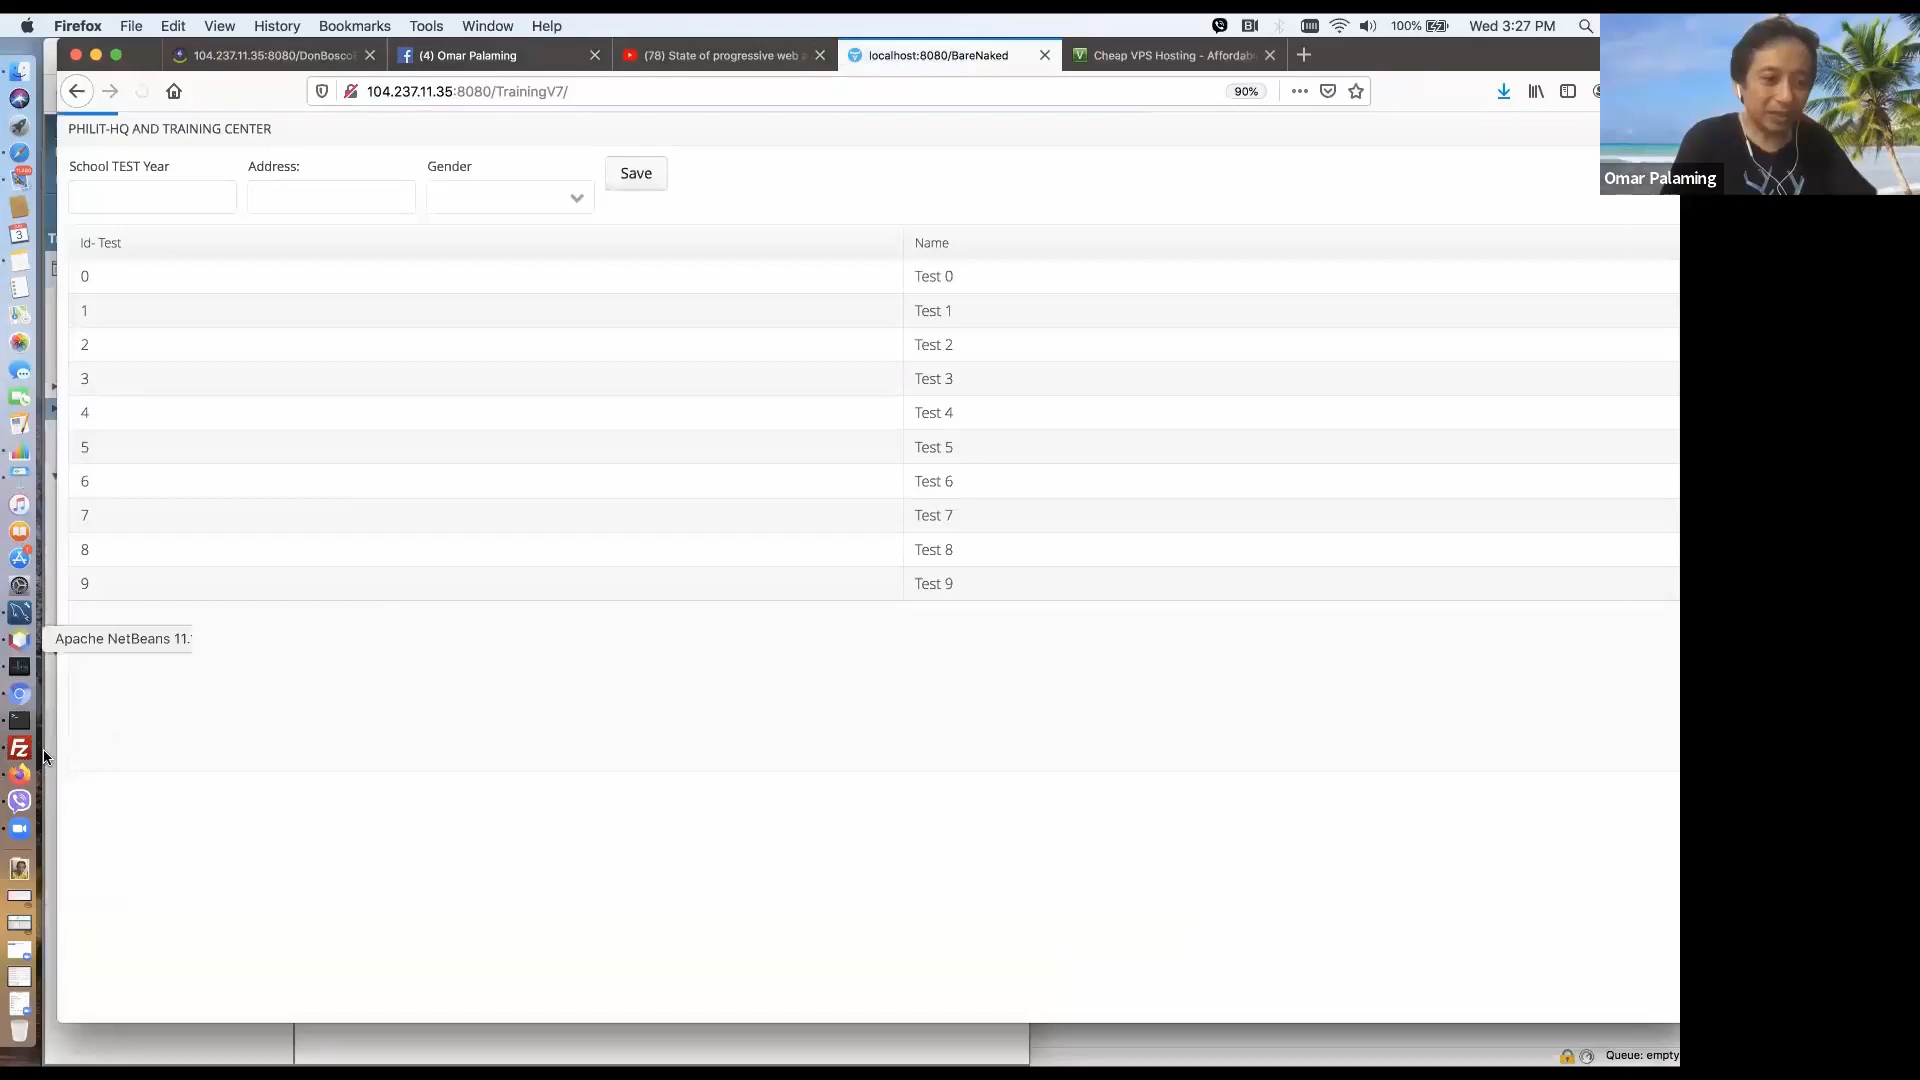 Firefox File Edit View History Bookmarks Tools Window Help 100% Wed 3:27 PM
104.237.11.35:8080/DonBosco (4) Omar Palaming (78) State of progressive web localhost:8080/BareNaked Cheap VPS Hosting - Affordab
104.237.11.35:8080/TrainingV7/ 90%
PHILIT-HQ AND TRAINING CENTER
School TEST Year Address: Gender Save
Omar Palaming
Id- Test Name
0 Test 0
1 Test 1
2 Test 2
3 Test 3
4 Test 4
5 Test 5
6 Test 6
7 Test 7
8 Test 8
9 Test 9
Apache NetBeans 11.
Fz
Queue: empty